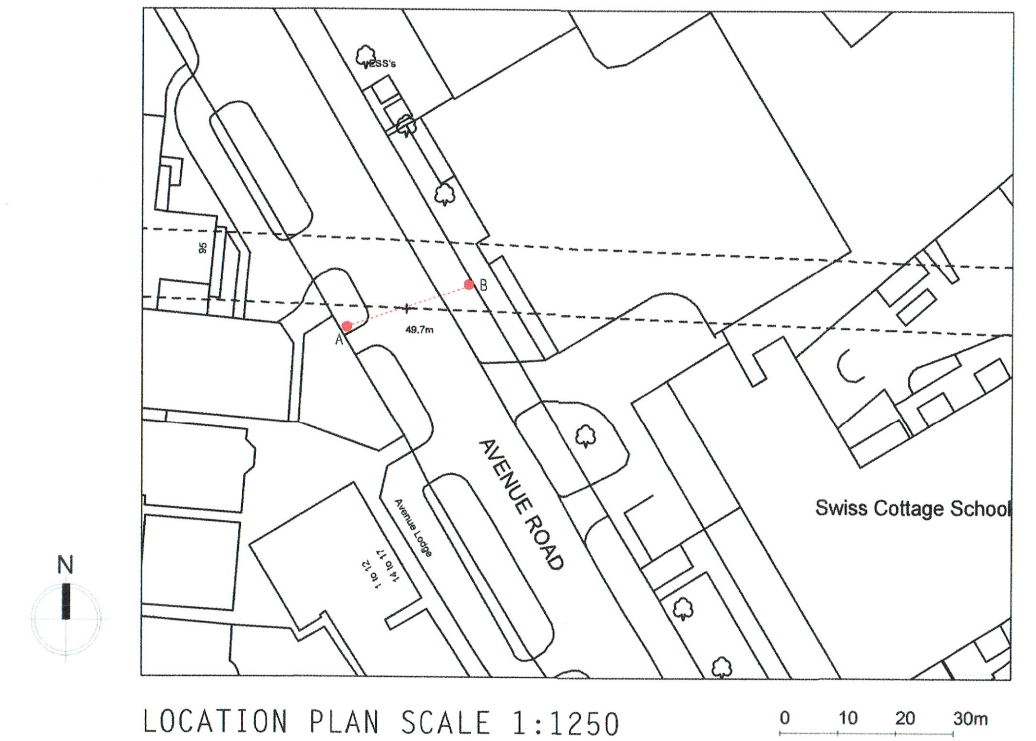 ESS's
95
B
49.7m
A
AVENUE ROAD
Swiss Cottage School
Avenue Lodge
1 to 12
14 to 17
N
LOCATION PLAN SCALE 1:1250
0 10 20 30m